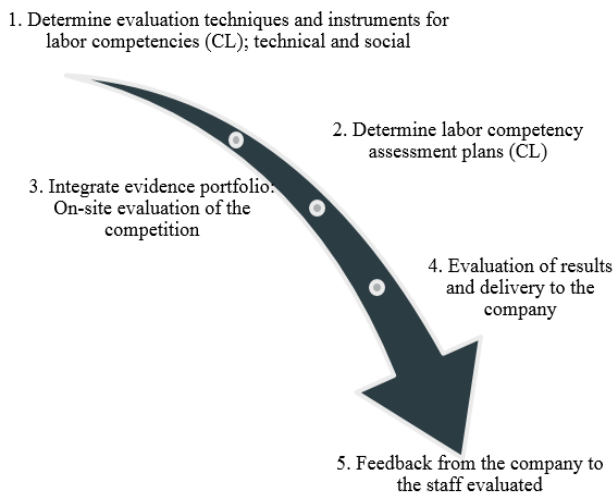 1. Determine evaluation techniques and instruments for
labor competencies (CL); technical and social
2. Determine labor competency
assessment plans (CL)
3. Integrate evidence portfolio:
On-site evaluation of the
competition
4. Evaluation of results
and delivery to the
company
5. Feedback from the company to
the staff evaluated